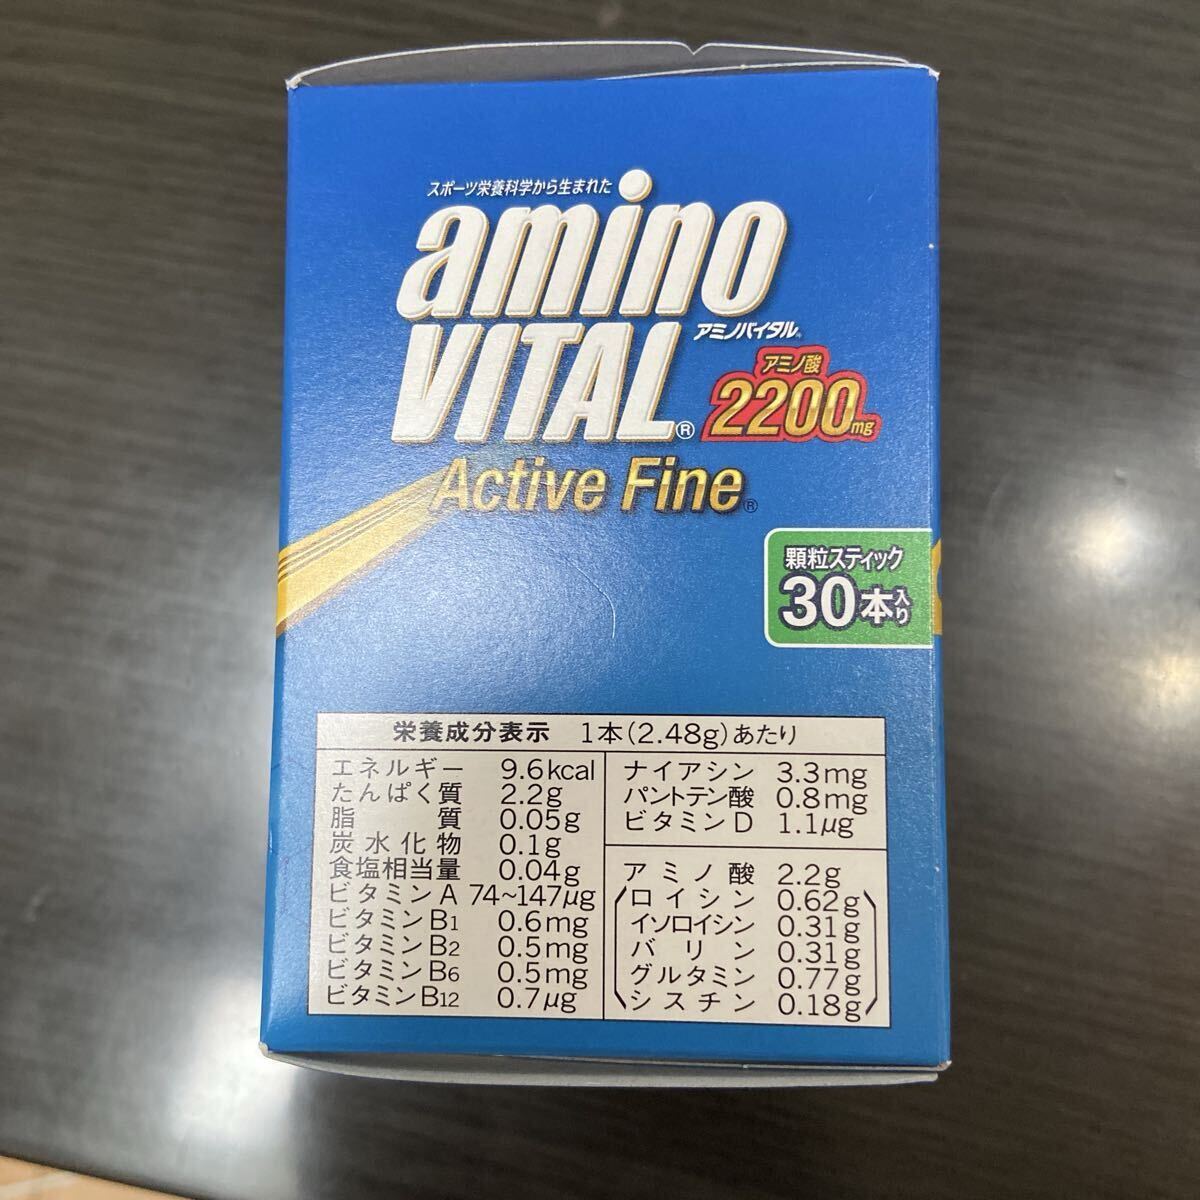 スポーツ栄養科学から生まれた
amino
VITAL®
アミノバイタル®
アミノ酸
2200mg
Active Fine®
顆粒スティック
30本入り
栄養成分表示 1本(2.48g)あたり
エネルギー 9.6kcal
たんぱく質 2.2g
脂質 0.05g
炭水化物 0.1g
食塩相当量 0.04g
ビタミンA 74~147μg
ビタミンB1 0.6mg
ビタミンB2 0.5mg
ビタミンB6 0.5mg
ビタミンB12 0.7μg
ナイアシン 3.3mg
パントテン酸 0.8mg
ビタミンD 1.1μg
アミノ酸 2.2g
(ロイシン 0.62g
イソロイシン 0.31g
バリン 0.31g
グルタミン 0.77g
シスチン 0.18g)